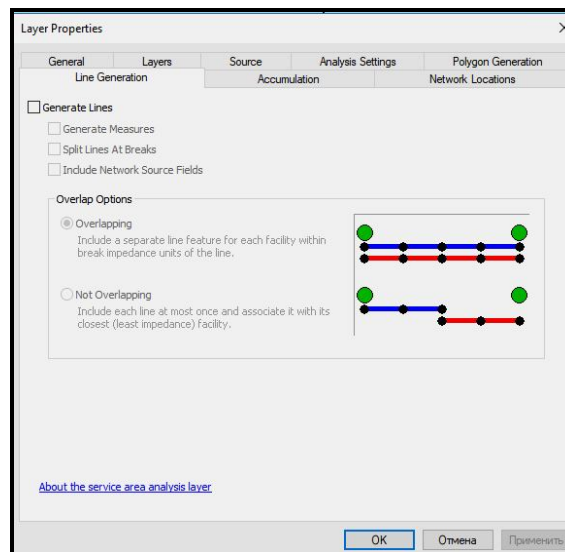 Layer Properties
General Layers Source Analysis Settings Polygon Generation
Line Generation Accumulation Network Locations
Generate Lines
Generate Measures
Split Lines At Breaks
Include Network Source Fields
Overlap Options
Overlapping
Include a separate line feature for each facility within
break impedance units of the line.
Not Overlapping
Include each line at most once and associate it with its
closest (least impedance) facility.
About the service area analysis layer
OK Отмена Применить